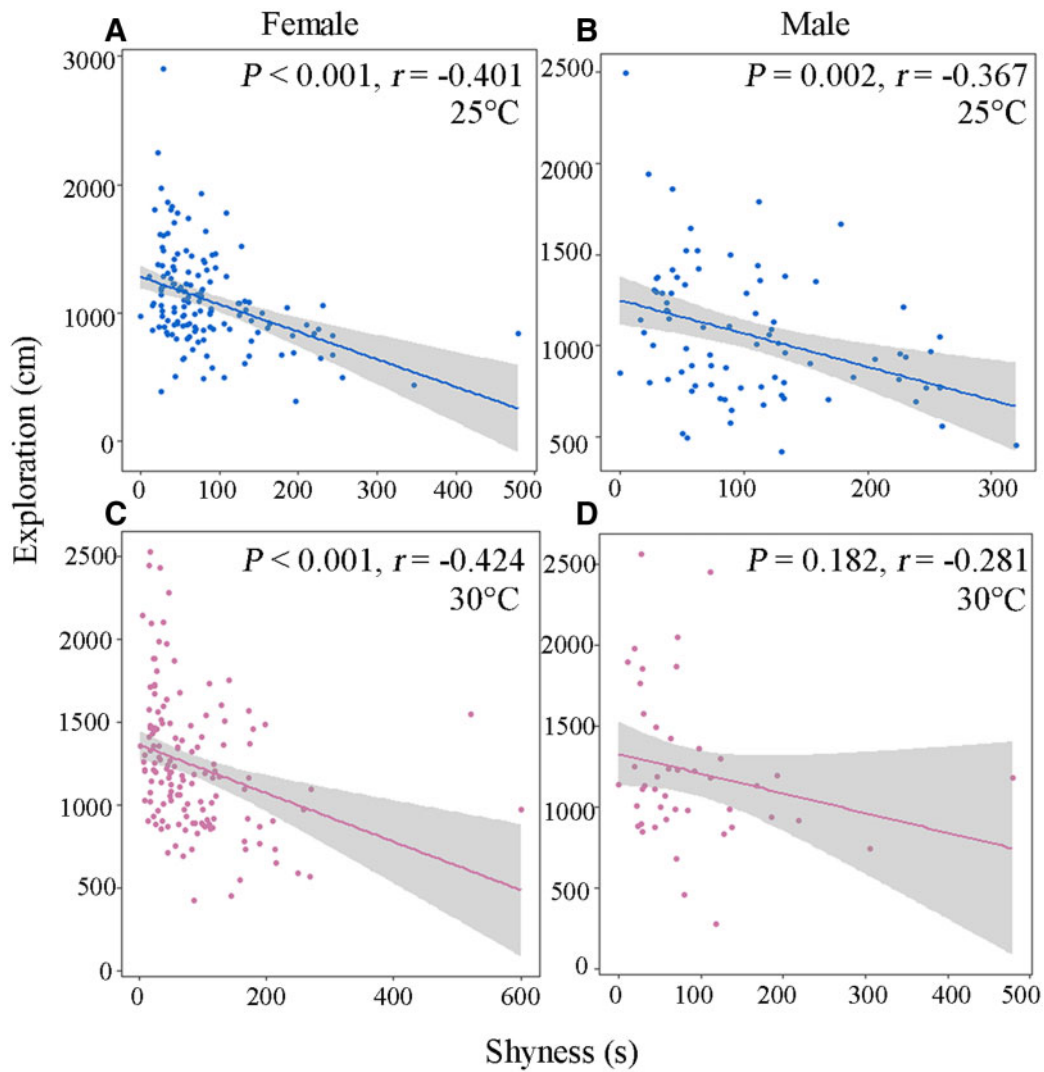 A Female B Male
P < 0.001, r = -0.401
25°C
3000
2000
1000
0
0 100 200 300 400 500
P = 0.002, r = -0.367
25°C
2500
2000
1500
1000
500
0 100 200 300
C
P < 0.001, r = -0.424
30°C
2500
2000
1500
1000
500
0
0 200 400 600
D
P = 0.182, r = -0.281
30°C
2500
2000
1500
1000
500
0
0 100 200 300 400 500
Exploration (cm)
Shyness (s)